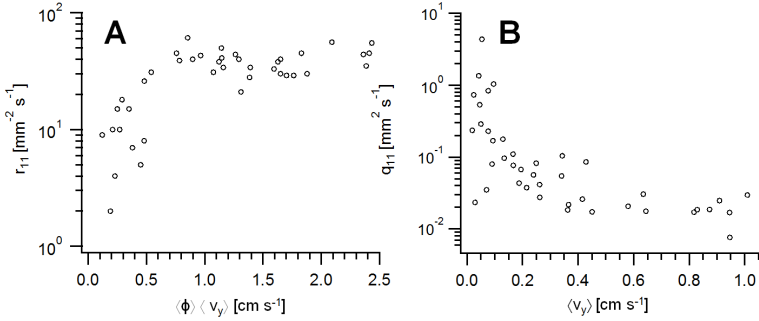 A
10²
10¹
10⁰
r₁₁ [mm⁻² s⁻¹]
0.0 0.5 1.0 1.5 2.0 2.5
⟨ϕ⟩⟨ v_y⟩ [cm s⁻¹]
B
10¹
10⁰
10⁻¹
10⁻²
q₁₁ [mm² s⁻¹]
0.0 0.2 0.4 0.6 0.8 1.0
⟨v_y⟩ [cm s⁻¹]